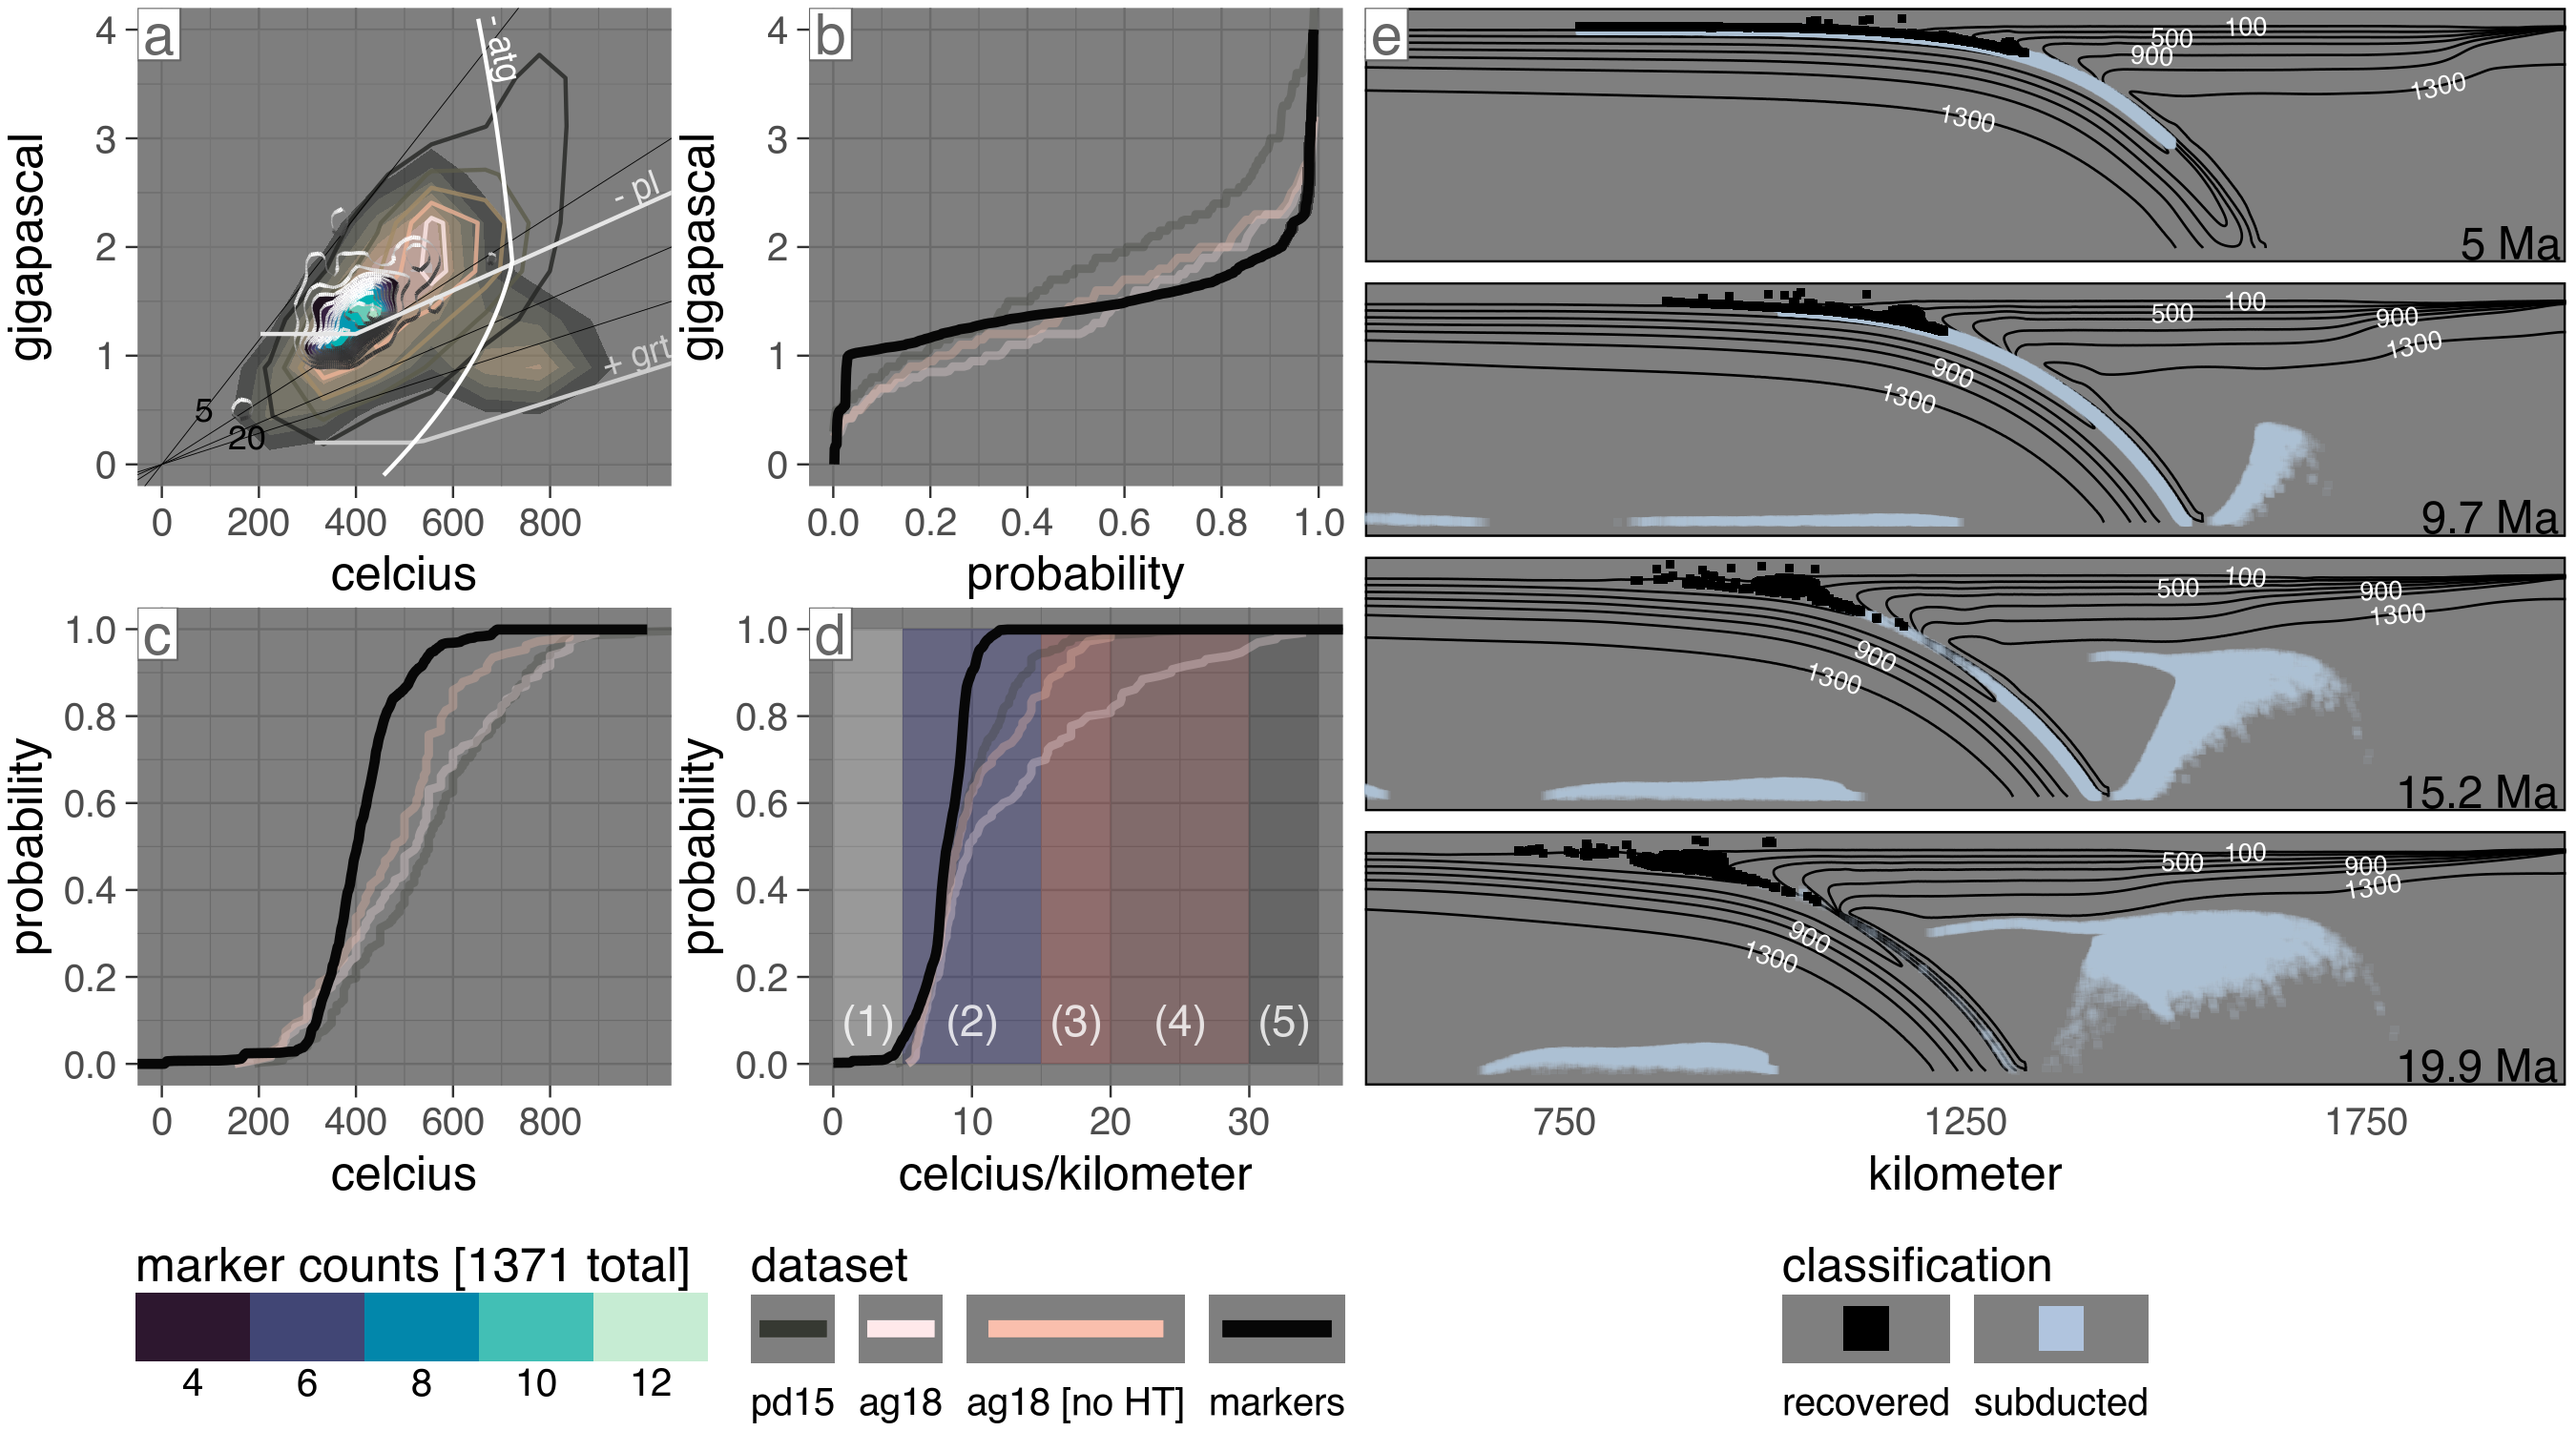 a
4
3
2
1
0
gigapascal
- atg
- pl
+ grt
5
20
0
200
400
600
800
celcius
b
4
3
2
1
0
gigapascal
0.0
0.2
0.4
0.6
0.8
1.0
probability
c
1.0
0.8
0.6
0.4
0.2
0.0
probability
0
200
400
600
800
celcius
d
1.0
0.8
0.6
0.4
0.2
0.0
probability
(1)
(2)
(3)
(4)
(5)
0
10
20
30
celcius/kilometer
e
100
500
900
1300
1300
5 Ma
100
500
900
1300
900
1300
9.7 Ma
100
500
900
1300
900
1300
15.2 Ma
100
500
900
1300
900
1300
19.9 Ma
750
1250
1750
kilometer
marker counts [1371 total]
4
6
8
10
12
dataset
pd15
ag18
ag18 [no HT]
markers
classification
recovered
subducted